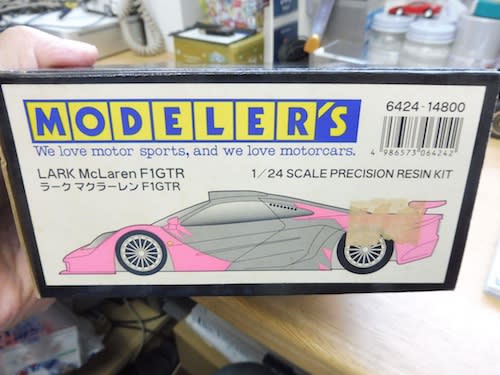 MODELER'S
6424-14800
We love motor sports, and we love motorcars.
4 986573 064242
LARK McLaren F1GTR
1/24 SCALE PRECISION RESIN KIT
ラーク マクラーレン F1GTR